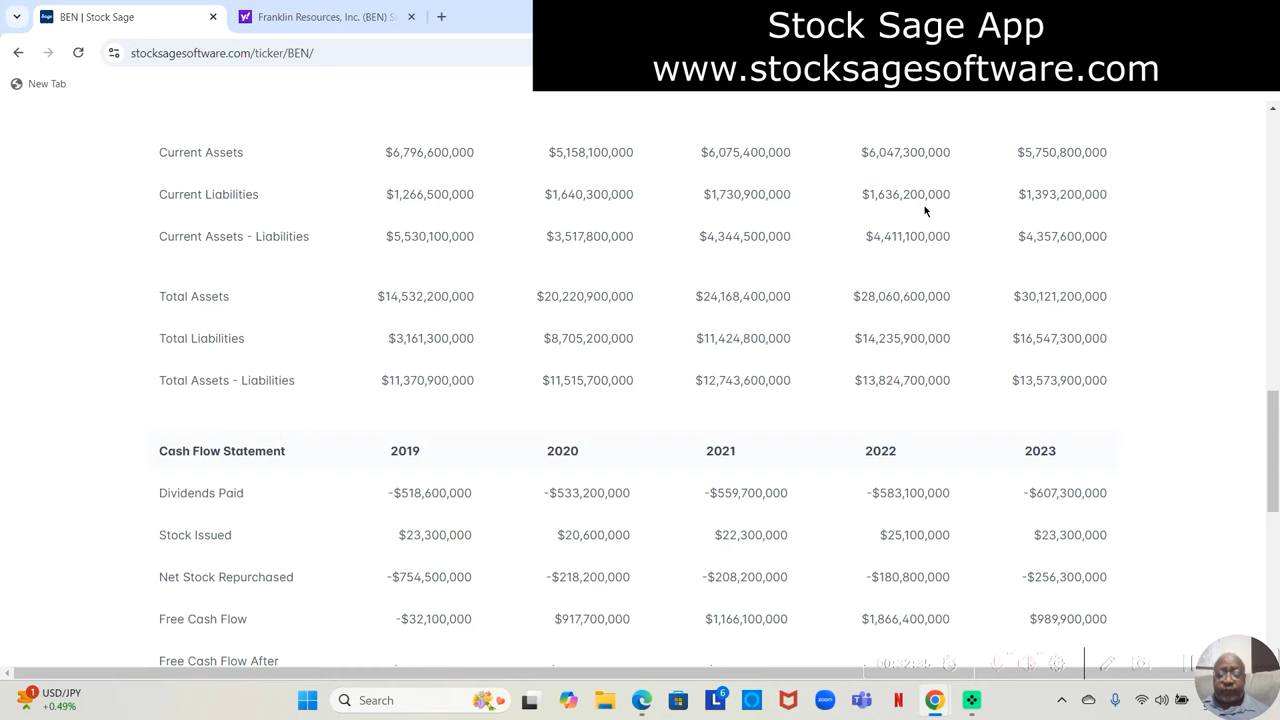 BEN | Stock Sage
Franklin Resources, Inc. (BEN) S
Stock Sage App
www.stocksagesoftware.com
stocksagesoftware.com/ticker/BEN/
New Tab
Current Assets $6,796,600,000 $5,158,100,000 $6,075,400,000 $6,047,300,000 $5,750,800,000
Current Liabilities $1,266,500,000 $1,640,300,000 $1,730,900,000 $1,636,200,000 $1,393,200,000
Current Assets - Liabilities $5,530,100,000 $3,517,800,000 $4,344,500,000 $4,411,100,000 $4,357,600,000
Total Assets $14,532,200,000 $20,220,900,000 $24,168,400,000 $28,060,600,000 $30,121,200,000
Total Liabilities $3,161,300,000 $8,705,200,000 $11,424,800,000 $14,235,900,000 $16,547,300,000
Total Assets - Liabilities $11,370,900,000 $11,515,700,000 $12,743,600,000 $13,824,700,000 $13,573,900,000
Cash Flow Statement 2019 2020 2021 2022 2023
Dividends Paid -$518,600,000 -$533,200,000 -$559,700,000 -$583,100,000 -$607,300,000
Stock Issued $23,300,000 $20,600,000 $22,300,000 $25,100,000 $23,300,000
Net Stock Repurchased -$754,500,000 -$218,200,000 -$208,200,000 -$180,800,000 -$256,300,000
Free Cash Flow -$32,100,000 $917,700,000 $1,166,100,000 $1,866,400,000 $989,900,000
Free Cash Flow After
1 USD/JPY
+0.49%
Search
6